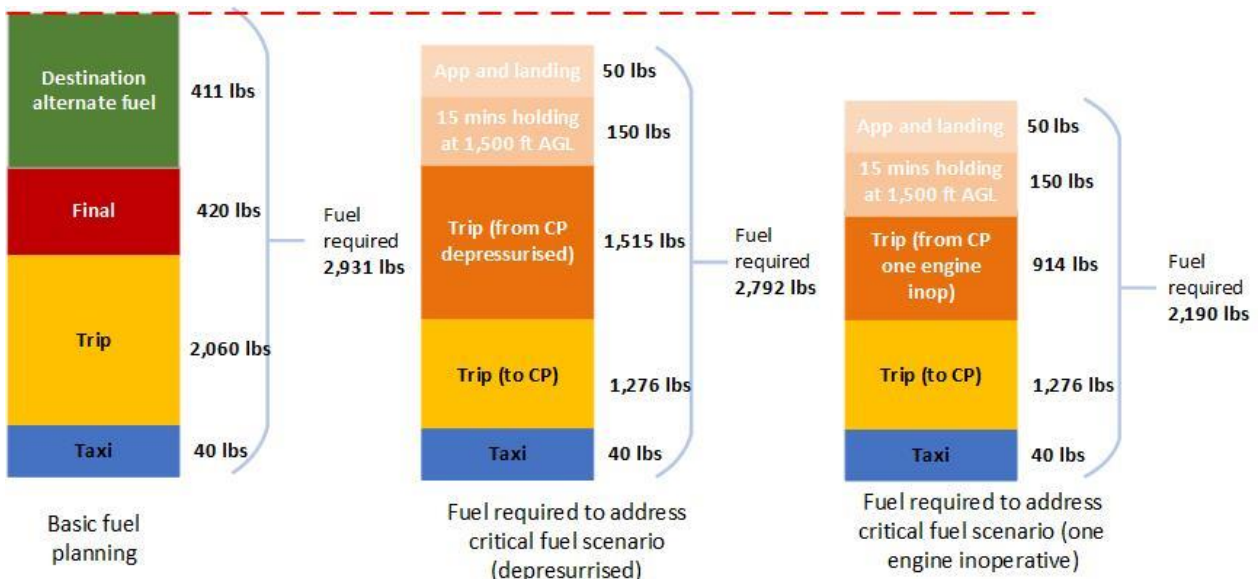 Destination
alternate fuel
411 lbs
Final
420 lbs
Trip
2,060 lbs
Taxi
40 lbs
Fuel
required
2,931 lbs
Basic fuel
planning
App and landing
50 lbs
15 mins holding
at 1,500 ft AGL
150 lbs
Trip (from CP
depressurised)
1,515 lbs
Trip (to CP)
1,276 lbs
Taxi
40 lbs
Fuel
required
2,792 lbs
Fuel required to address
critical fuel scenario
(depresurrised)
App and landing
50 lbs
15 mins holding
at 1,500 ft AGL
150 lbs
Trip (from CP
one engine
inop)
914 lbs
Trip (to CP)
1,276 lbs
Taxi
40 lbs
Fuel
required
2,190 lbs
Fuel required to address
critical fuel scenario (one
engine inoperative)